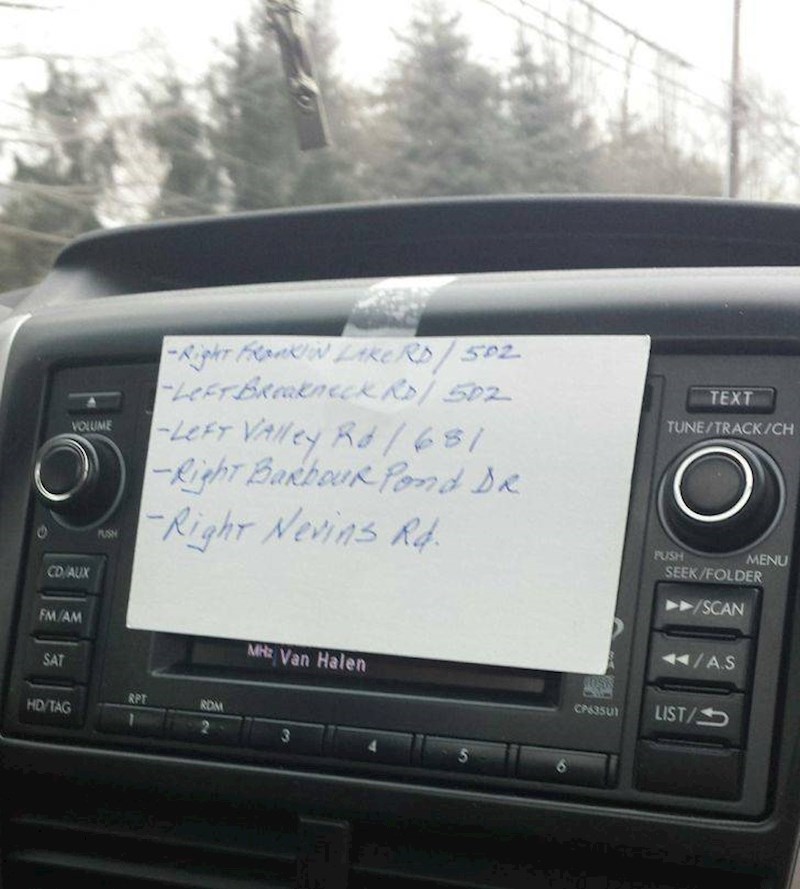 -Right Franklin Lake RD / 502
-Left Breakneck RD / 502
-Left Valley Rd / 681
-Right Barbour Pond DR
-Right Nevins Rd.
TEXT
VOLUME
TUNE/TRACK/CH
PUSH
PUSH
MENU
SEEK/FOLDER
CD/AUX
▶▶/SCAN
FM/AM
◀◀/A.S
SAT
MHz Van Halen
HD/TAG
RPT
RDM
CP635U1
LIST/
1
2
3
4
5
6